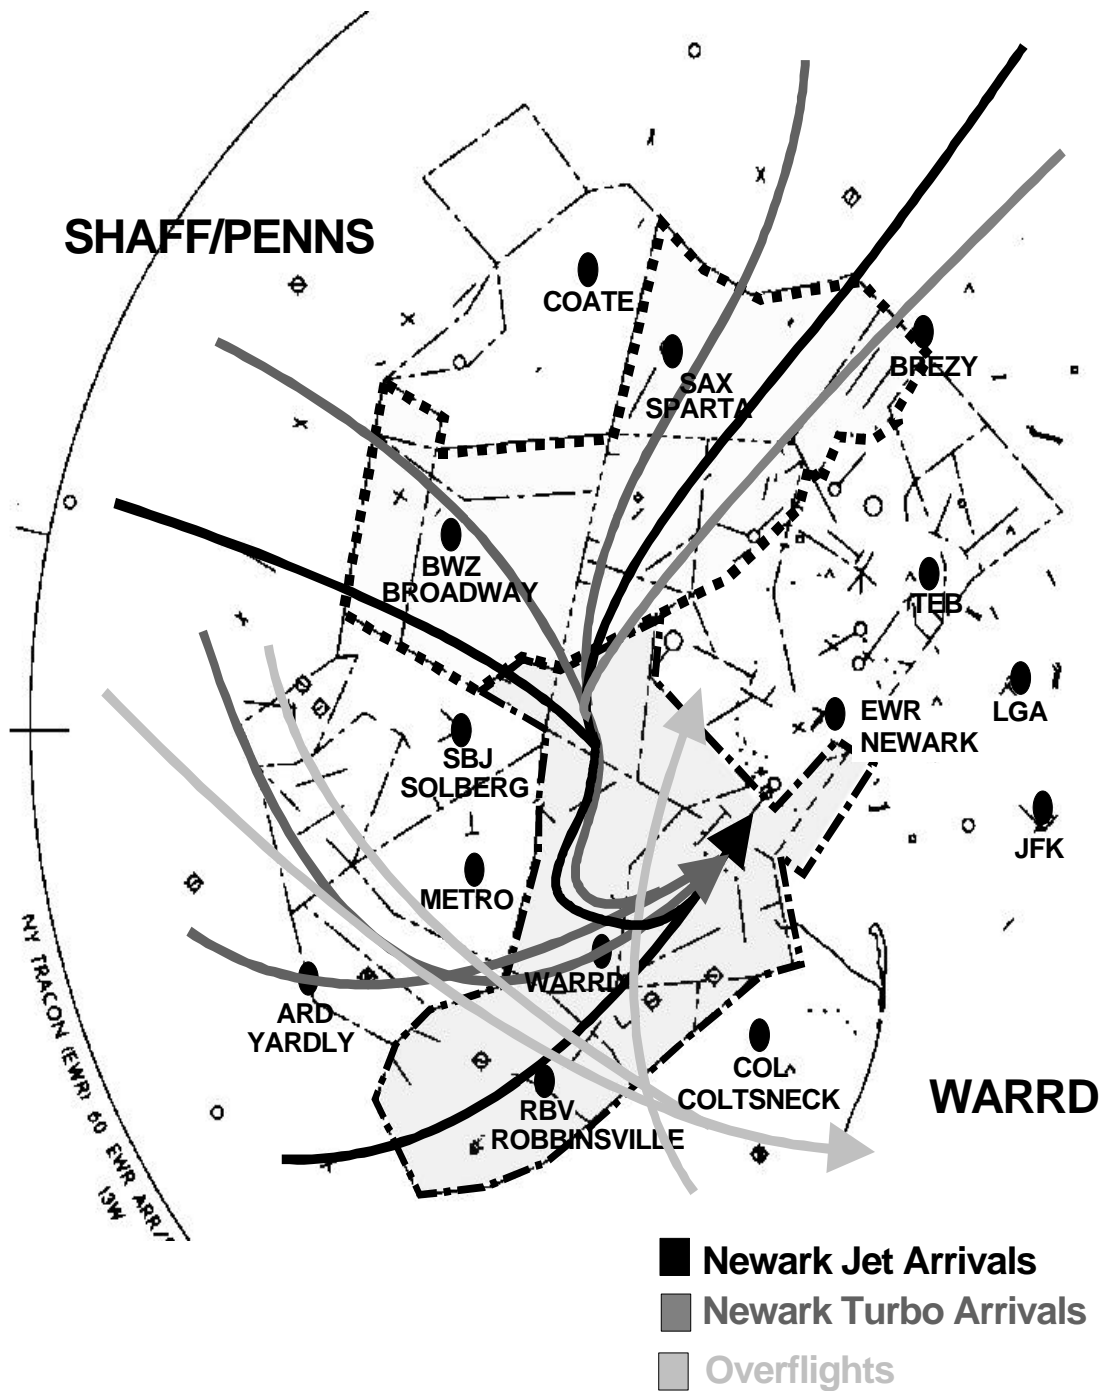 SHAFF/PENNS
COATE
BREZY
SAX
SPARTA
BWZ
BROADWAY
TEB
EWR
NEWARK
LGA
SBJ
SOLBERG
JFK
METRO
WARRD
ARD
YARDLY
COL
COLTSNECK
RBV
ROBBINSVILLE
WARRD
NY TRACON (EWR) 60 EWR ARR/
13W
Newark Jet Arrivals
Newark Turbo Arrivals
Overflights